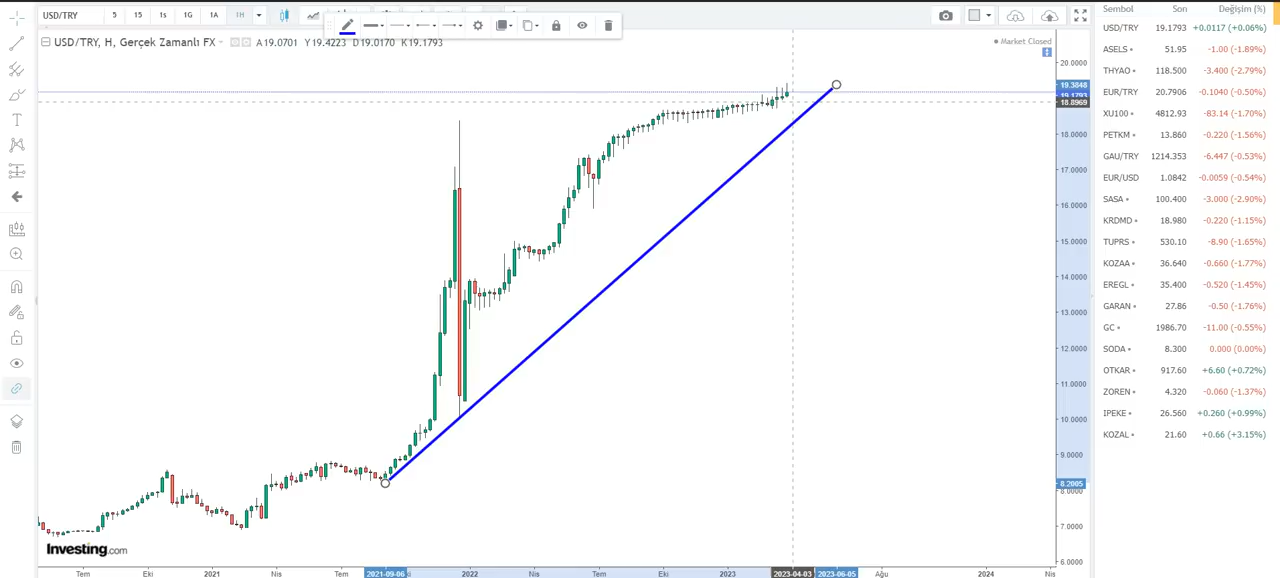 USD/TRY 5 15 1s 1G 1A 1H
USD/TRY, H, Gerçek Zamanlı FX A19.0701 Y19.4223 D19.0170 K19.1793
Market Closed
20.0000
19.3848
19.1793
18.8969
18.0000
17.0000
16.0000
15.0000
14.0000
13.0000
12.0000
11.0000
10.0000
9.0000
8.2005
8.0000
7.0000
6.0000
Investing.com
Tem Eki 2021 Nis Tem 2021-09-06 2022 Nis Tem Eki 2023 2023-04-03 2023-06-05 Ağu 2024 Nis
Sembol Son Değişim (%)
USD/TRY 19.1793 +0.0117 (+0.06%)
ASELS 51.95 -1.00 (-1.89%)
THYAO 118.500 -3.400 (-2.79%)
EUR/TRY 20.7906 -0.1040 (-0.50%)
XU100 4812.93 -83.14 (-1.70%)
PETKM 13.860 -0.220 (-1.56%)
GAU/TRY 1214.353 -6.447 (-0.53%)
EUR/USD 1.0842 -0.0059 (-0.54%)
SASA 100.400 -3.000 (-2.90%)
KRDMD 18.980 -0.220 (-1.15%)
TUPRS 530.10 -8.90 (-1.65%)
KOZAA 36.640 -0.660 (-1.77%)
EREGL 35.400 -0.520 (-1.45%)
GARAN 27.86 -0.50 (-1.76%)
GC 1986.70 -11.00 (-0.55%)
SODA 8.300 0.000 (0.00%)
OTKAR 917.60 +6.60 (+0.72%)
ZOREN 4.320 -0.060 (-1.37%)
IPEKE 26.560 +0.260 (+0.99%)
KOZAL 21.60 +0.66 (+3.15%)